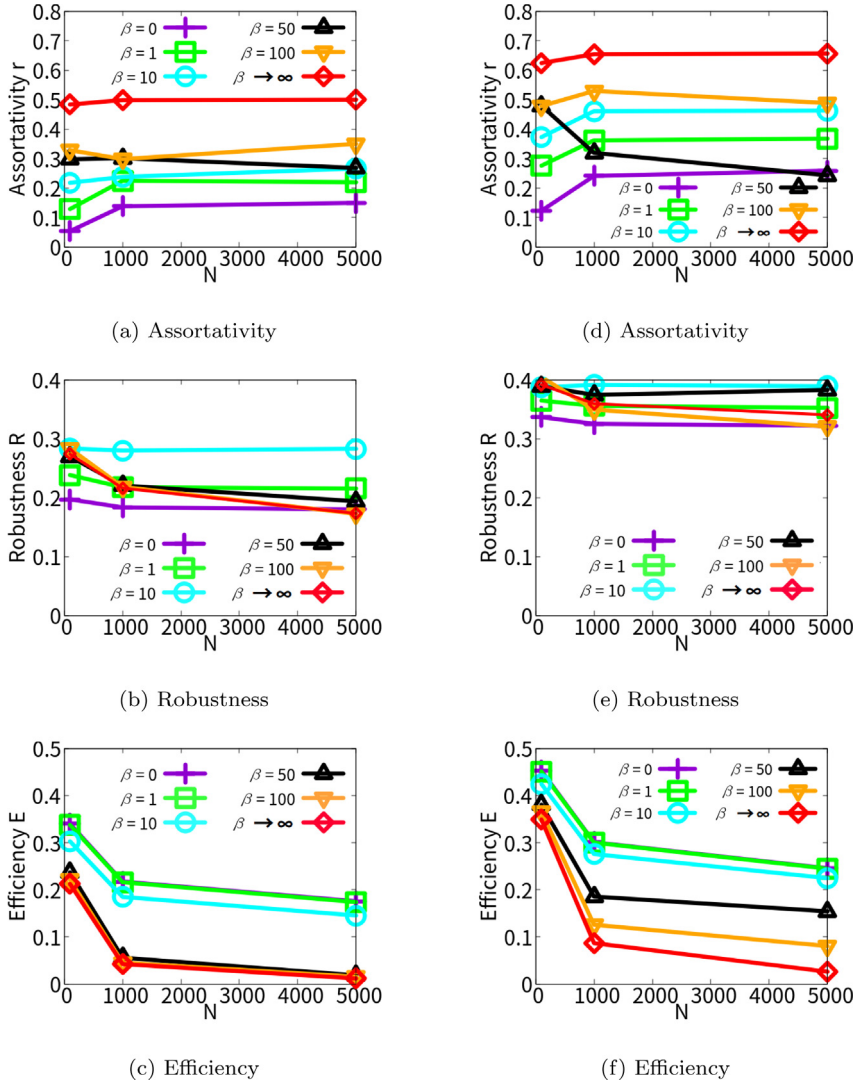 Assortativity r
0.8
0.7
0.6
0.5
0.4
0.3
0.2
0.1
0
β = 0
β = 1
β = 10
β = 50
β = 100
β → ∞
0 1000 2000 3000 4000 5000
N
(a) Assortativity
Assortativity r
0.8
0.7
0.6
0.5
0.4
0.3
0.2
0.1
0
β = 0
β = 1
β = 10
β = 50
β = 100
β → ∞
0 1000 2000 3000 4000 5000
N
(d) Assortativity
Robustness R
0.4
0.3
0.2
0.1
0
β = 0
β = 1
β = 10
β = 50
β = 100
β → ∞
0 1000 2000 3000 4000 5000
N
(b) Robustness
Robustness R
0.4
0.3
0.2
0.1
0
β = 0
β = 1
β = 10
β = 50
β = 100
β → ∞
0 1000 2000 3000 4000 5000
N
(e) Robustness
Efficiency E
0.5
0.4
0.3
0.2
0.1
0
β = 0
β = 1
β = 10
β = 50
β = 100
β → ∞
0 1000 2000 3000 4000 5000
N
(c) Efficiency
Efficiency E
0.5
0.4
0.3
0.2
0.1
0
β = 0
β = 1
β = 10
β = 50
β = 100
β → ∞
0 1000 2000 3000 4000 5000
N
(f) Efficiency